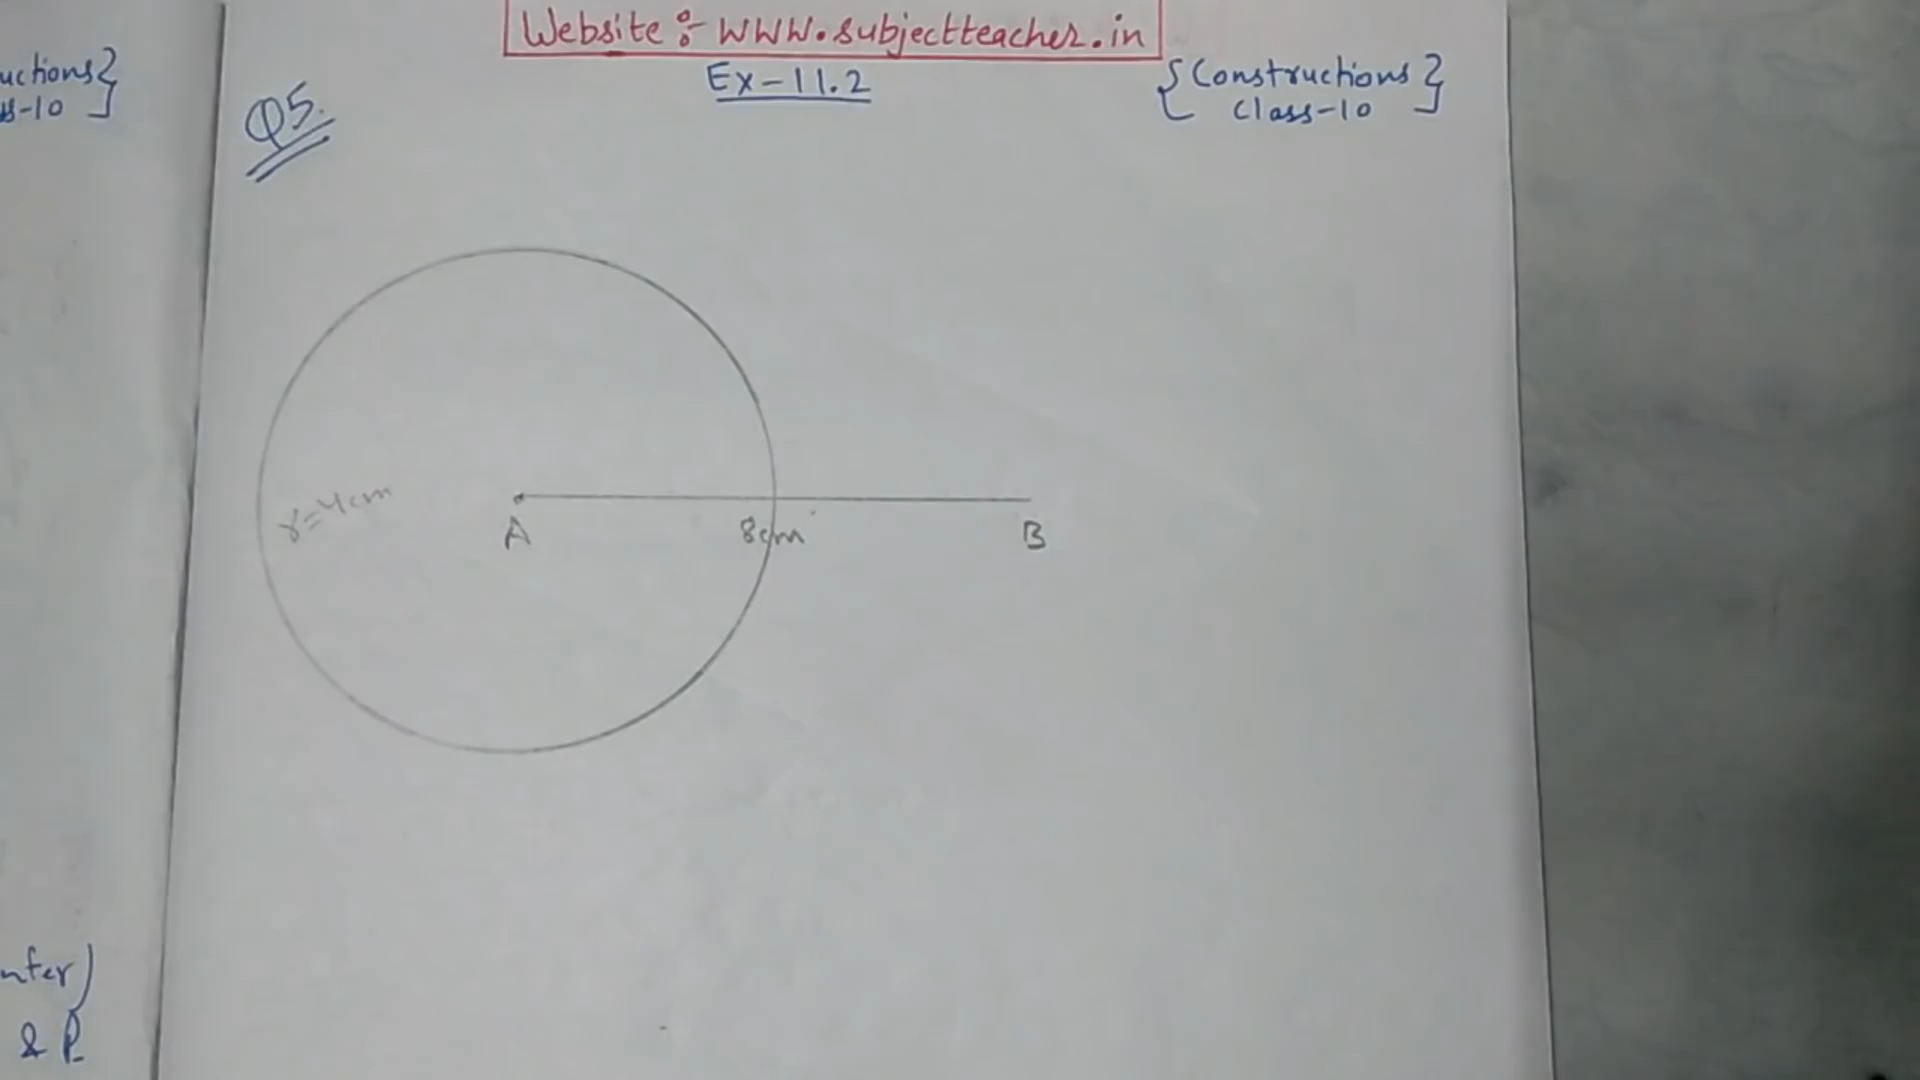 Website :- WWW.subjectteacher.in
Ex-11.2
{Constructions}
Class-10
uctions}
s-10
Q5.
r=4cm
A
8cm
B
nter)
& P